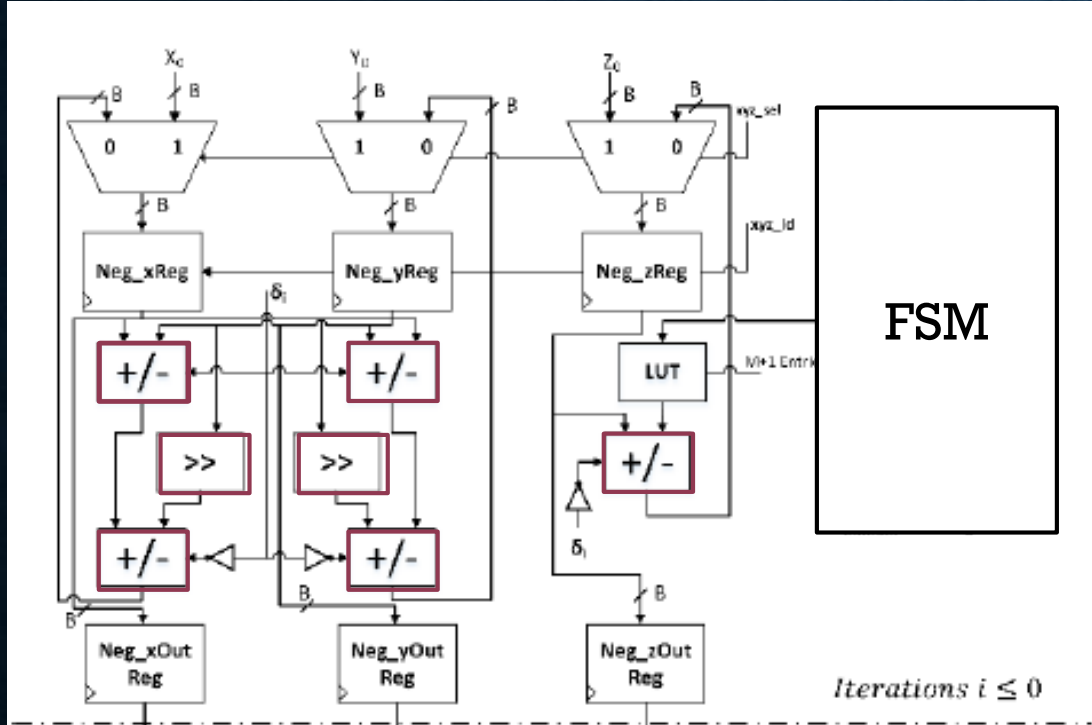 X₀ Y₀ Z₀
B B B B B B
xyz_sel
0 1 1 0 1 0
B B B
xyz_ld
Neg_xReg Neg_yReg Neg_zReg
δᵢ
+/- +/- LUT
FSM
>> >> +/-
+/- +/- δᵢ
B B B
Neg_xOut Neg_yOut Neg_zOut
Reg Reg Reg
Iterations i ≤ 0